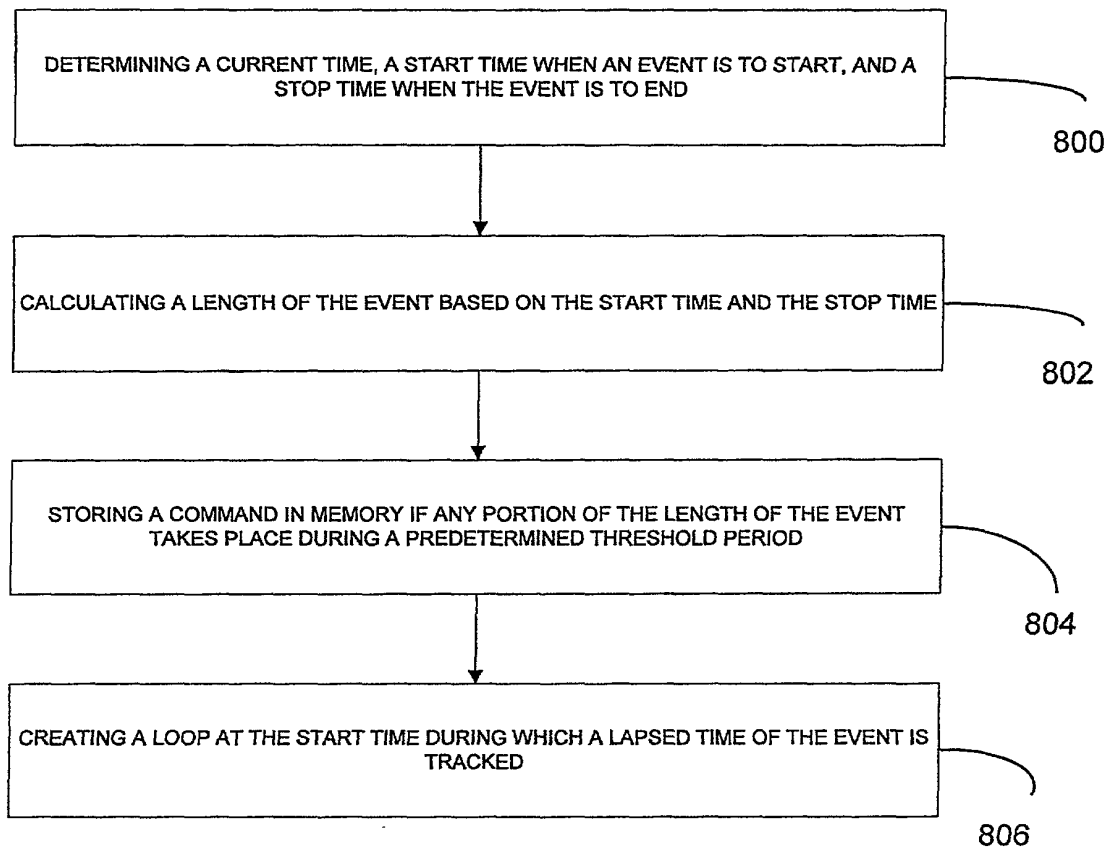 DETERMINING A CURRENT TIME, A START TIME WHEN AN EVENT IS TO START, AND A
STOP TIME WHEN THE EVENT IS TO END
800
CALCULATING A LENGTH OF THE EVENT BASED ON THE START TIME AND THE STOP TIME
802
STORING A COMMAND IN MEMORY IF ANY PORTION OF THE LENGTH OF THE EVENT
TAKES PLACE DURING A PREDETERMINED THRESHOLD PERIOD
804
CREATING A LOOP AT THE START TIME DURING WHICH A LAPSED TIME OF THE EVENT IS
TRACKED
806